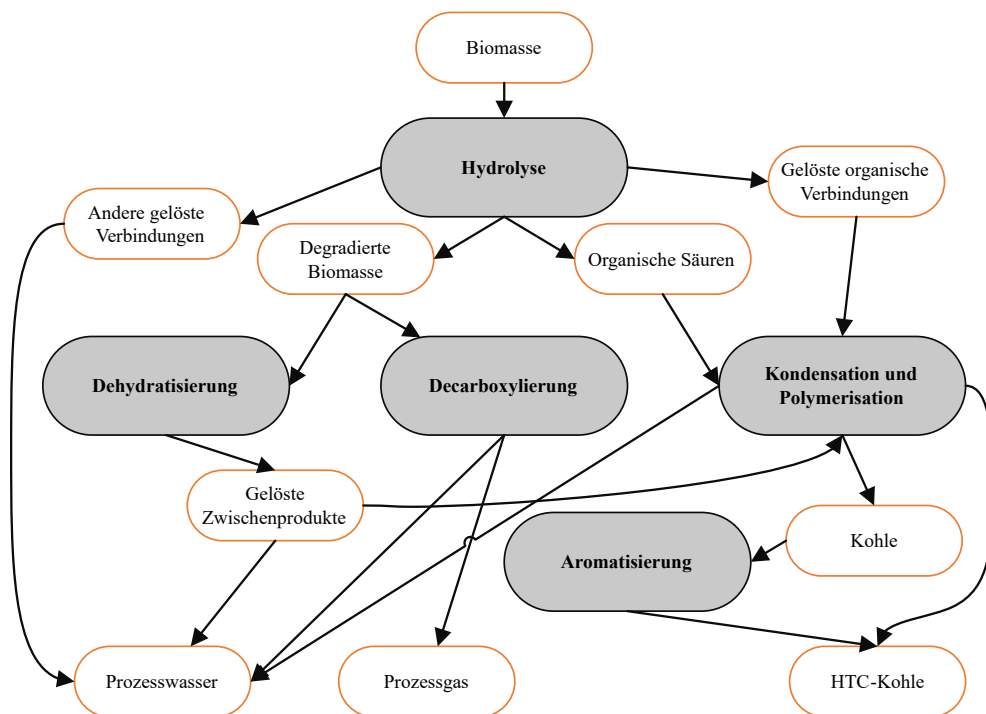 Biomasse
Hydrolyse
Gelöste organische
Verbindungen
Andere gelöste
Verbindungen
Degradierte
Biomasse
Organische Säuren
Dehydratisierung
Decarboxylierung
Kondensation und
Polymerisation
Gelöste
Zwischenprodukte
Kohle
Aromatisierung
Prozesswasser
Prozessgas
HTC-Kohle